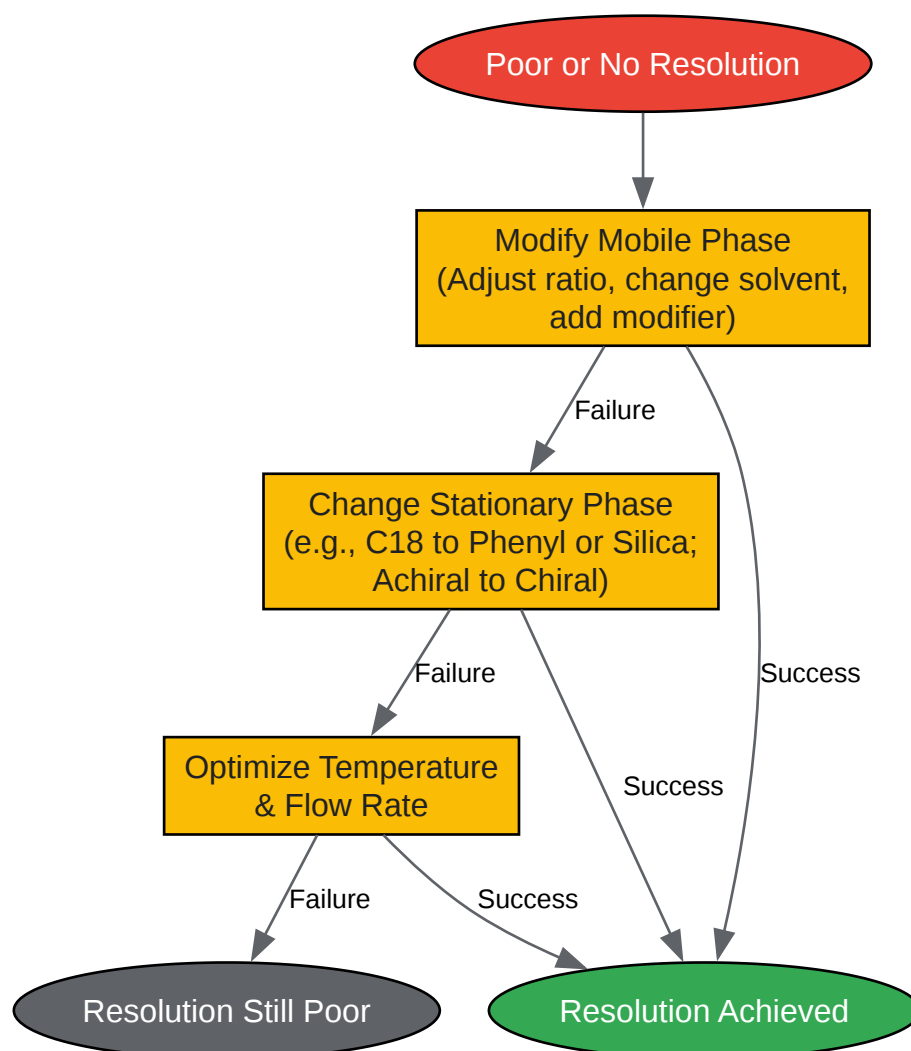 Poor or No Resolution
Modify Mobile Phase
(Adjust ratio, change solvent,
add modifier)
Failure
Change Stationary Phase
(e.g., C18 to Phenyl or Silica;
Achiral to Chiral)
Failure
Success
Optimize Temperature
& Flow Rate
Success
Failure
Success
Resolution Still Poor
Resolution Achieved